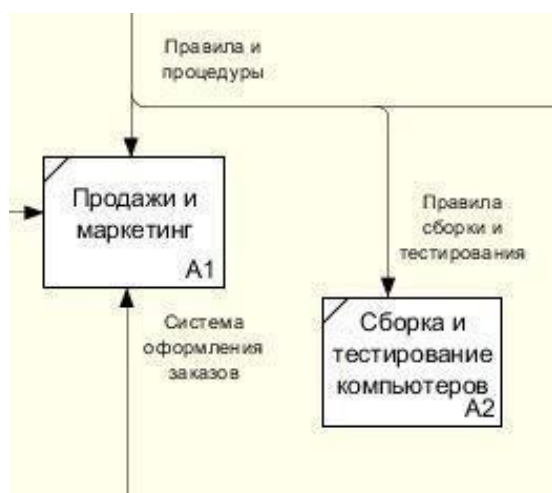 Правила и
процедуры
Продажи и
маркетинг
A1
Правила
сборки и
тестирования
Система
оформления
заказов
Сборка и
тестирование
компьютеров
A2